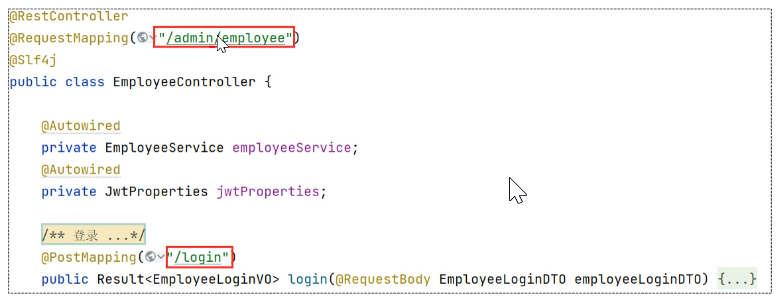 @RestController
@RequestMapping("/admin/employee")
@Slf4j
public class EmployeeController {
@Autowired
private EmployeeService employeeService;
@Autowired
private JwtProperties jwtProperties;
/** 登录 ...*/
@PostMapping("/login")
public Result<EmployeeLoginVO> login(@RequestBody EmployeeLoginDTO employeeLoginDTO) {...}